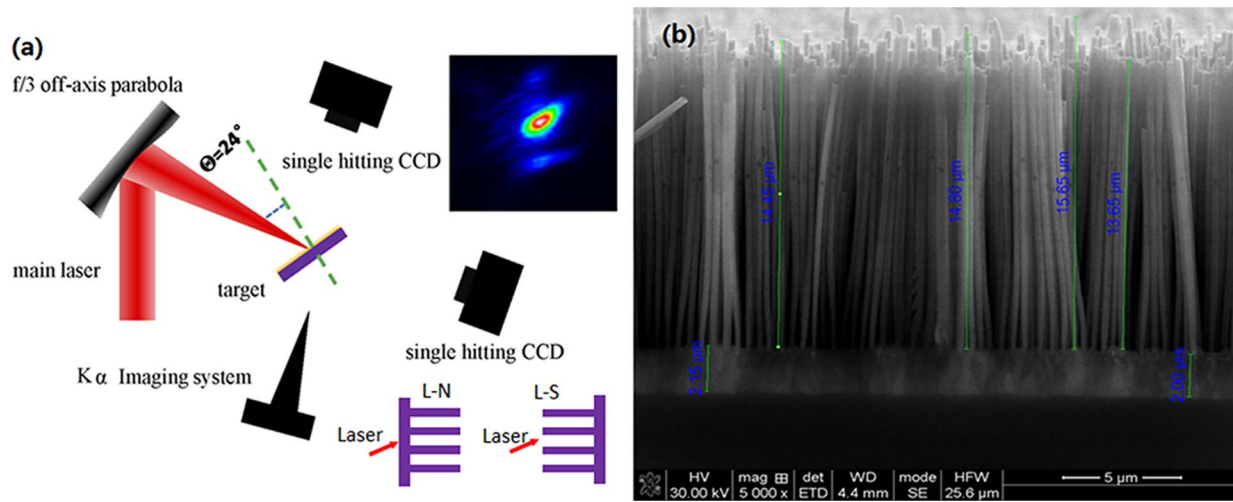 (a)
f/3 off-axis parabola
Θ=24°
single hitting CCD
main laser
target
single hitting CCD
K α Imaging system
L-N
L-S
Laser
Laser
(b)
14.45 µm
14.80 µm
15.65 µm
13.65 µm
2.15 µm
2.00 µm
HV mag ⊞ det WD mode HFW
30.00 kV 5 000 x ETD 4.4 mm SE 25.6 µm
5 µm